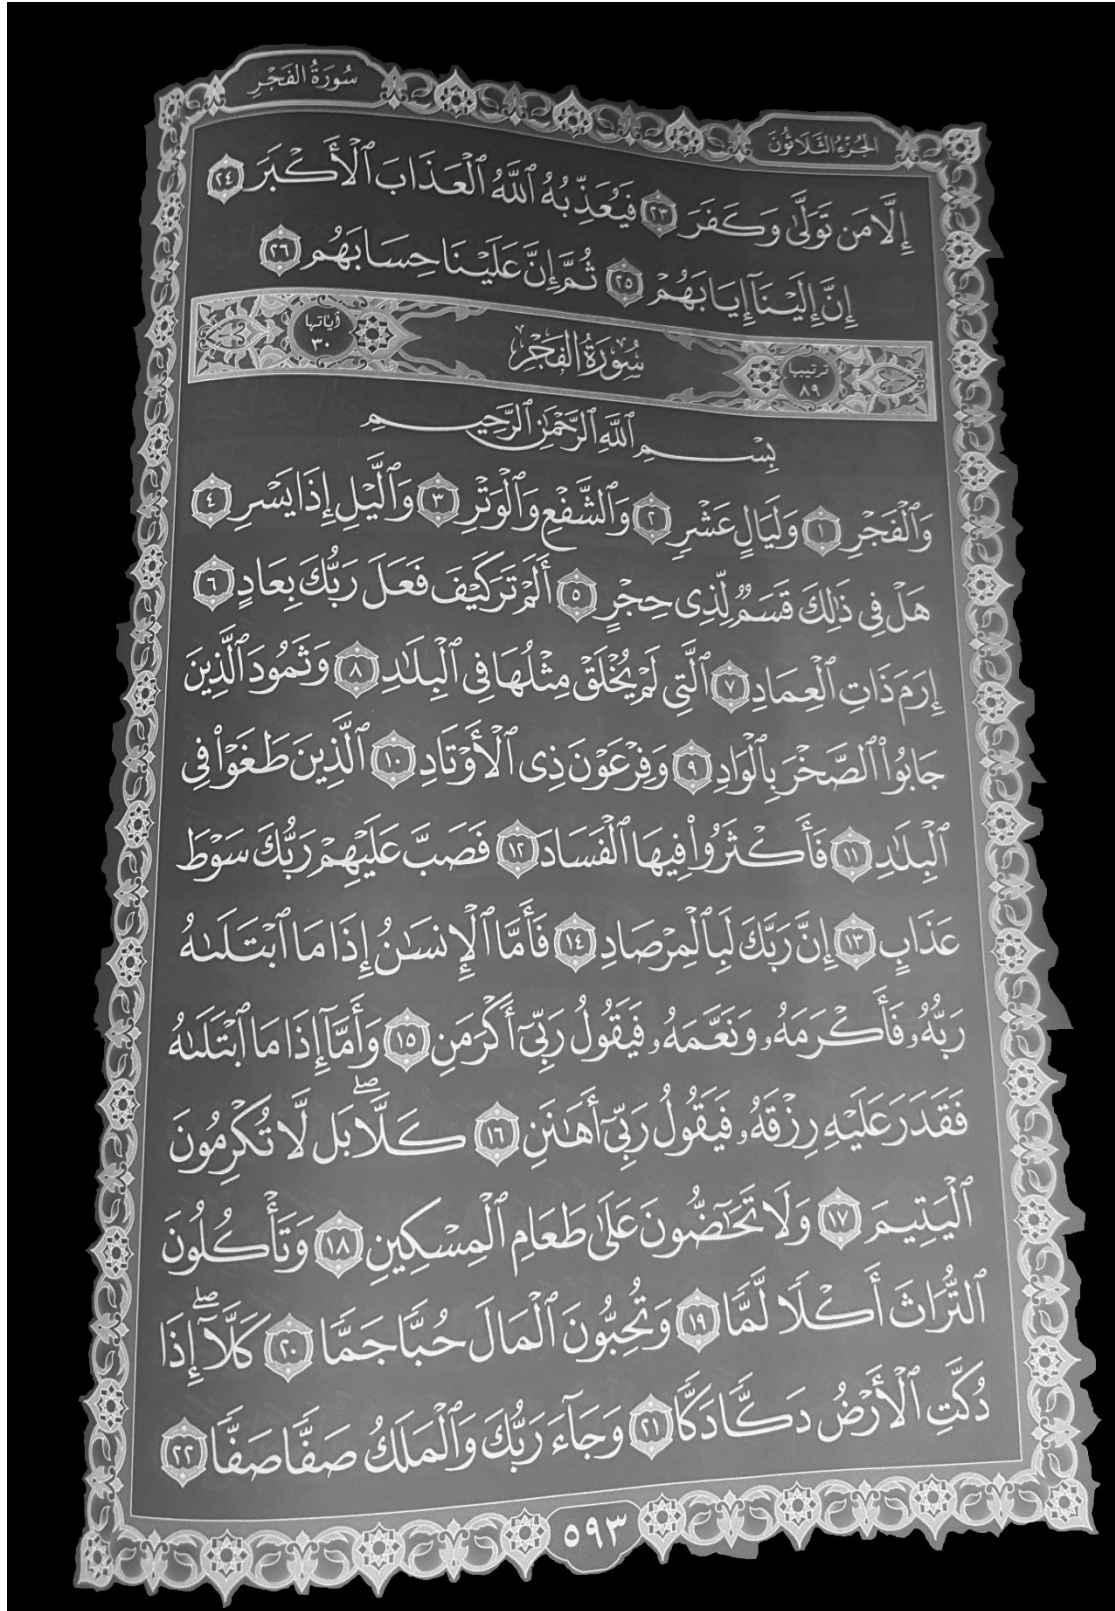 سُورَةُ الفَجْرِ
الجُزْءُ الثَّلَاثُونَ
إِلَّا مَن تَوَلَّىٰ وَكَفَرَ ٢٣ فَيُعَذِّبُهُ ٱللَّهُ ٱلْعَذَابَ ٱلْأَكْبَرَ ٢٤
إِنَّ إِلَيْنَآ إِيَابَهُمْ ٢٥ ثُمَّ إِنَّ عَلَيْنَا حِسَابَهُم ٢٦
ترتيبها ٨٩ سُورَةُ الفَجْرِ آياتها ٣٠
بِسْمِ ٱللَّهِ ٱلرَّحْمَٰنِ ٱلرَّحِيمِ
وَٱلْفَجْرِ ١ وَلَيَالٍ عَشْرٍ ٢ وَٱلشَّفْعِ وَٱلْوَتْرِ ٣ وَٱلَّيْلِ إِذَا يَسْرِ ٤
هَلْ فِى ذَٰلِكَ قَسَمٌ لِّذِى حِجْرٍ ٥ أَلَمْ تَرَ كَيْفَ فَعَلَ رَبُّكَ بِعَادٍ ٦
إِرَمَ ذَاتِ ٱلْعِمَادِ ٧ ٱلَّتِى لَمْ يُخْلَقْ مِثْلُهَا فِى ٱلْبِلَٰدِ ٨ وَثَمُودَ ٱلَّذِينَ
جَابُوا۟ ٱلصَّخْرَ بِٱلْوَادِ ٩ وَفِرْعَوْنَ ذِى ٱلْأَوْتَادِ ١٠ ٱلَّذِينَ طَغَوْا۟ فِى
ٱلْبِلَٰدِ ١١ فَأَكْثَرُوا۟ فِيهَا ٱلْفَسَادَ ١٢ فَصَبَّ عَلَيْهِمْ رَبُّكَ سَوْطَ
عَذَابٍ ١٣ إِنَّ رَبَّكَ لَبِٱلْمِرْصَادِ ١٤ فَأَمَّا ٱلْإِنسَٰنُ إِذَا مَا ٱبْتَلَىٰهُ
رَبُّهُۥ فَأَكْرَمَهُۥ وَنَعَّمَهُۥ فَيَقُولُ رَبِّىٓ أَكْرَمَنِ ١٥ وَأَمَّآ إِذَا مَا ٱبْتَلَىٰهُ
فَقَدَرَ عَلَيْهِ رِزْقَهُۥ فَيَقُولُ رَبِّىٓ أَهَٰنَنِ ١٦ كَلَّا ۖ بَل لَّا تُكْرِمُونَ
ٱلْيَتِيمَ ١٧ وَلَا تَحَٰٓضُّونَ عَلَىٰ طَعَامِ ٱلْمِسْكِينِ ١٨ وَتَأْكُلُونَ
ٱلتُّرَاثَ أَكْلًا لَّمًّا ١٩ وَتُحِبُّونَ ٱلْمَالَ حُبًّا جَمًّا ٢٠ كَلَّآ ۖ إِذَا
دُكَّتِ ٱلْأَرْضُ دَكًّا دَكًّا ٢١ وَجَآءَ رَبُّكَ وَٱلْمَلَكُ صَفًّا صَفًّا ٢٢
٥٩٣